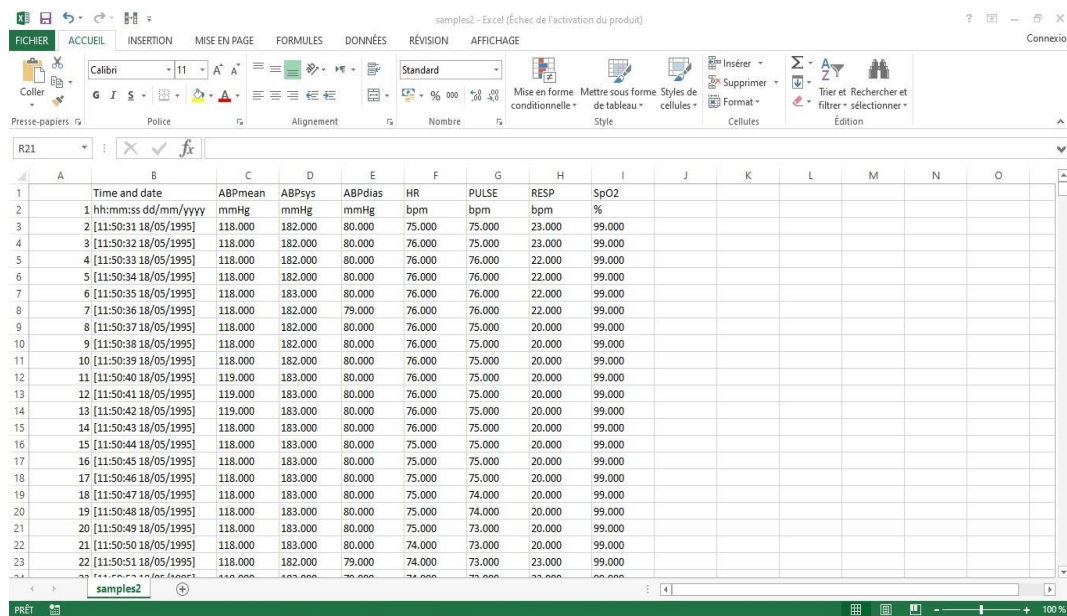 samples2 - Excel (Échec de l'activation du produit)
FICHIER ACCUEIL INSERTION MISE EN PAGE FORMULES DONNÉES RÉVISION AFFICHAGE Connexio
Coller
Calibri 11
G I S
Standard
% 000
Mise en forme conditionnelle
Mettre sous forme de tableau
Styles de cellules
Insérer
Supprimer
Format
Trier et filtrer
Rechercher et sélectionner
Presse-papiers Police Alignement Nombre Style Cellules Édition
R21 fx
A B C D E F G H I J K L M N O
1 Time and date ABPmean ABPsys ABPdias HR PULSE RESP SpO2
2 1 hh:mm:ss dd/mm/yyyy mmHg mmHg mmHg bpm bpm bpm %
3 2 [11:50:31 18/05/1995] 118.000 182.000 80.000 75.000 75.000 23.000 99.000
4 3 [11:50:32 18/05/1995] 118.000 182.000 80.000 76.000 75.000 23.000 99.000
5 4 [11:50:33 18/05/1995] 118.000 182.000 80.000 76.000 76.000 22.000 99.000
6 5 [11:50:34 18/05/1995] 118.000 182.000 80.000 76.000 76.000 22.000 99.000
7 6 [11:50:35 18/05/1995] 118.000 183.000 80.000 76.000 76.000 22.000 99.000
8 7 [11:50:36 18/05/1995] 118.000 182.000 79.000 76.000 76.000 22.000 99.000
9 8 [11:50:37 18/05/1995] 118.000 182.000 80.000 76.000 75.000 20.000 99.000
10 9 [11:50:38 18/05/1995] 118.000 182.000 80.000 76.000 75.000 20.000 99.000
11 10 [11:50:39 18/05/1995] 118.000 182.000 80.000 76.000 75.000 20.000 99.000
12 11 [11:50:40 18/05/1995] 119.000 183.000 80.000 76.000 75.000 20.000 99.000
13 12 [11:50:41 18/05/1995] 119.000 183.000 80.000 76.000 75.000 20.000 99.000
14 13 [11:50:42 18/05/1995] 119.000 183.000 80.000 76.000 75.000 20.000 99.000
15 14 [11:50:43 18/05/1995] 118.000 183.000 80.000 76.000 75.000 20.000 99.000
16 15 [11:50:44 18/05/1995] 118.000 183.000 80.000 75.000 75.000 20.000 99.000
17 16 [11:50:45 18/05/1995] 118.000 183.000 80.000 75.000 75.000 20.000 99.000
18 17 [11:50:46 18/05/1995] 118.000 183.000 80.000 75.000 75.000 20.000 99.000
19 18 [11:50:47 18/05/1995] 118.000 183.000 80.000 75.000 74.000 20.000 99.000
20 19 [11:50:48 18/05/1995] 118.000 183.000 80.000 75.000 74.000 20.000 99.000
21 20 [11:50:49 18/05/1995] 118.000 183.000 80.000 75.000 73.000 20.000 99.000
22 21 [11:50:50 18/05/1995] 118.000 183.000 80.000 74.000 73.000 20.000 99.000
23 22 [11:50:51 18/05/1995] 118.000 182.000 79.000 74.000 73.000 23.000 99.000
samples2
PRÊT 100 %